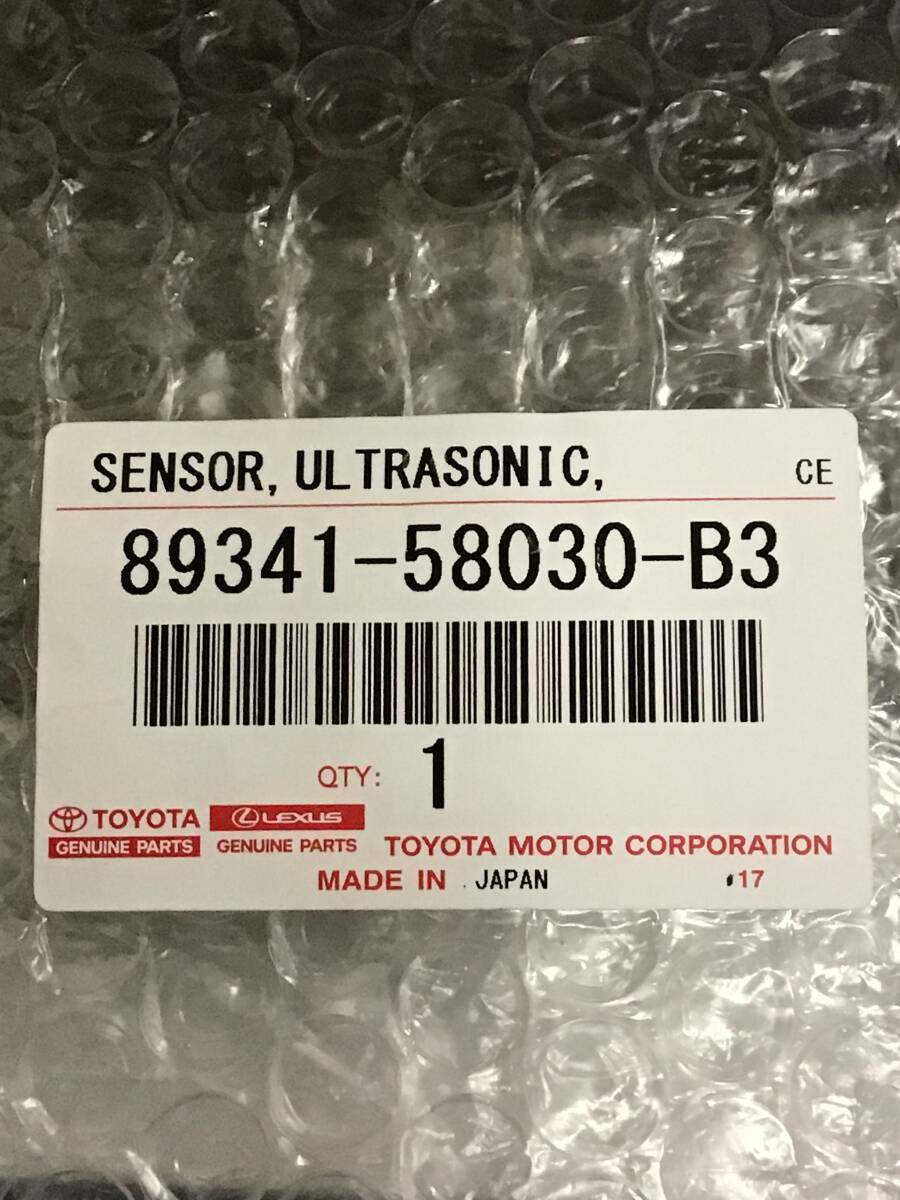 SENSOR, ULTRASONIC, CE
89341-58030-B3
QTY: 1
TOYOTA LEXUS
GENUINE PARTS GENUINE PARTS TOYOTA MOTOR CORPORATION
MADE IN JAPAN '17